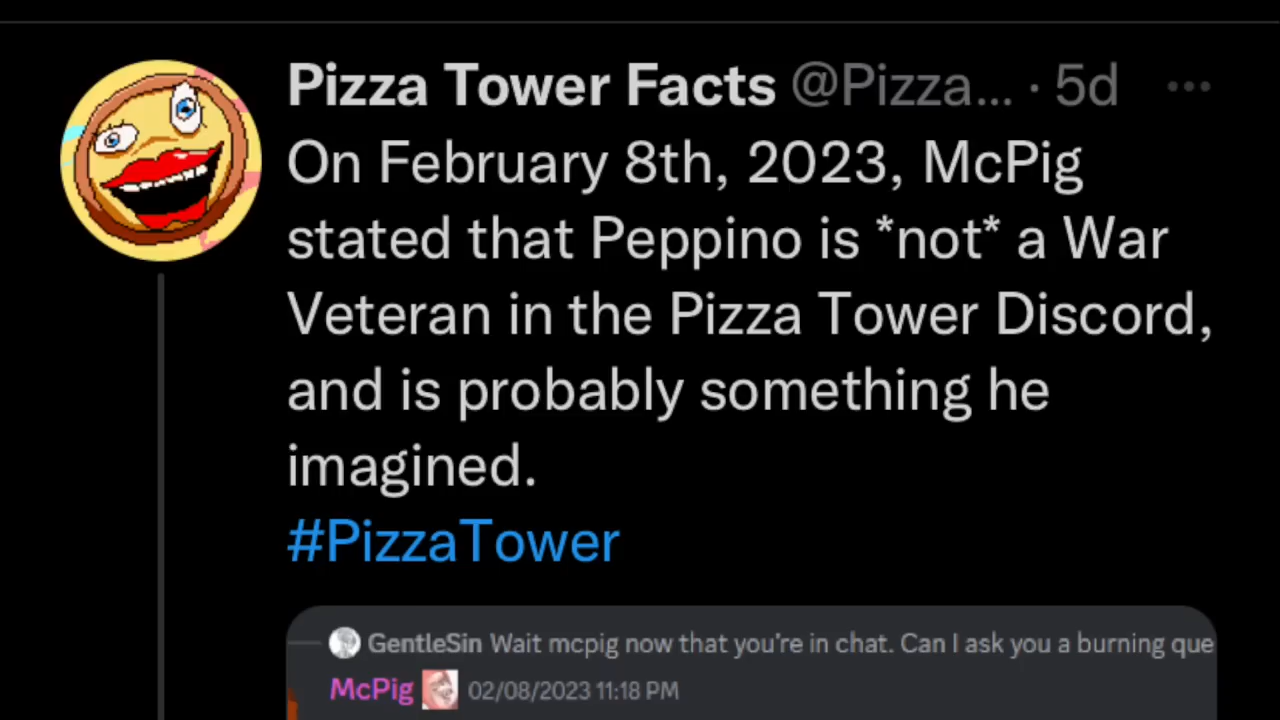 Pizza Tower Facts @Pizza... · 5d ...
On February 8th, 2023, McPig
stated that Peppino is *not* a War
Veteran in the Pizza Tower Discord,
and is probably something he
imagined.
#PizzaTower
GentleSin Wait mcpig now that you're in chat. Can I ask you a burning que
McPig 02/08/2023 11:18 PM